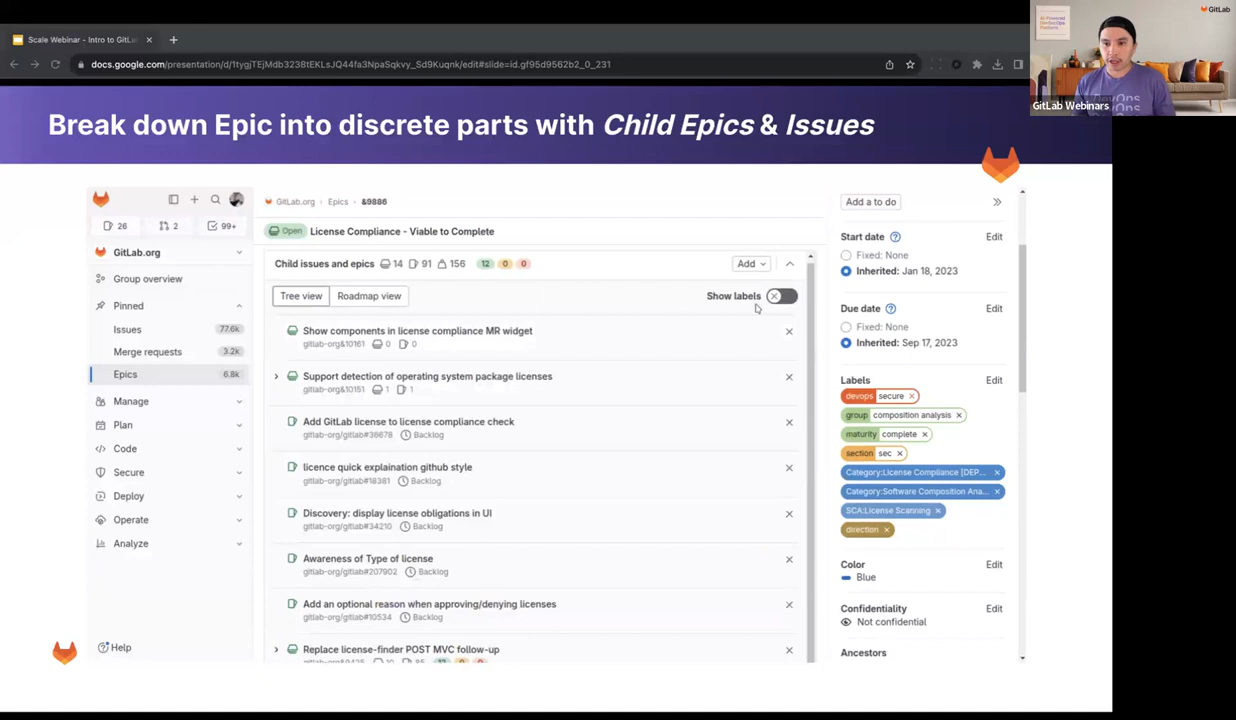 Scale Webinar - Intro to GitLa
docs.google.com/presentation/d/1tygjTEjMdb3238tEKLsJQ44fa3NpaSqkvy_Sd9Kuqnk/edit#slide=id.gf95d9562b2_0_231
GitLab
AI-Powered
DevSecOps
Platform
DevOps
GitLab Webinars
Break down Epic into discrete parts with Child Epics & Issues
26
2
99+
GitLab.org
Group overview
Pinned
Issues 77.6k
Merge requests 3.2k
Epics 6.8k
Manage
Plan
Code
Secure
Deploy
Operate
Analyze
Help
GitLab.org Epics &9886
Open License Compliance - Viable to Complete
Child issues and epics 14 91 156 12 0 0 Add
Tree view Roadmap view Show labels
Show components in license compliance MR widget
gitlab-org&10161 0 0
Support detection of operating system package licenses
gitlab-org&10151 1 1
Add GitLab license to license compliance check
gitlab-org/gitlab#36678 Backlog
licence quick explaination github style
gitlab-org/gitlab#18381 Backlog
Discovery: display license obligations in UI
gitlab-org/gitlab#34210 Backlog
Awareness of Type of license
gitlab-org/gitlab#207902 Backlog
Add an optional reason when approving/denying licenses
gitlab-org/gitlab#10534 Backlog
Replace license-finder POST MVC follow-up
Add a to do
Start date Edit
Fixed: None
Inherited: Jan 18, 2023
Due date Edit
Fixed: None
Inherited: Sep 17, 2023
Labels Edit
devops secure
group composition analysis
maturity complete
section sec
Category:License Compliance [DEP...
Category:Software Composition Ana...
SCA:License Scanning
direction
Color Edit
Blue
Confidentiality Edit
Not confidential
Ancestors